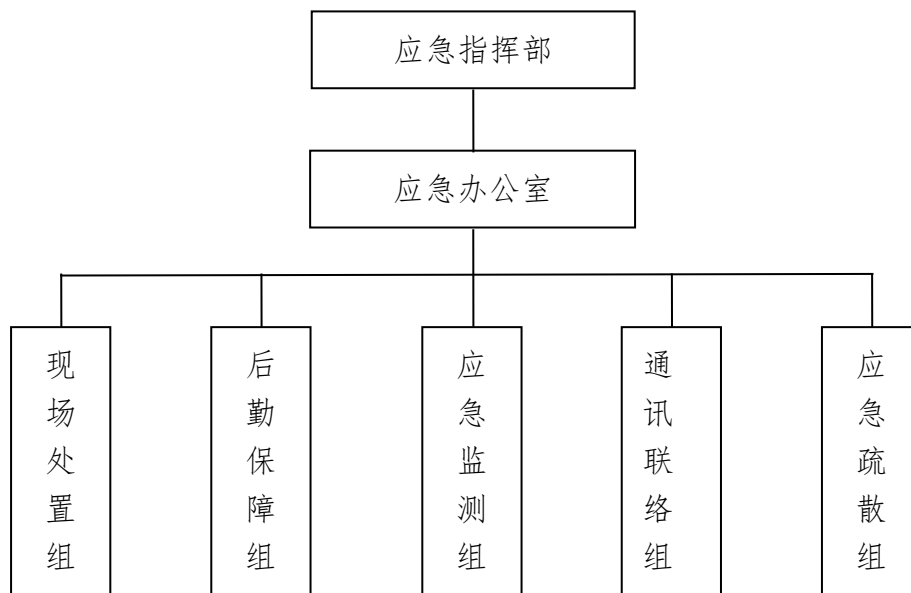 应急指挥部
应急办公室
现场处置组
后勤保障组
应急监测组
通讯联络组
应急疏散组